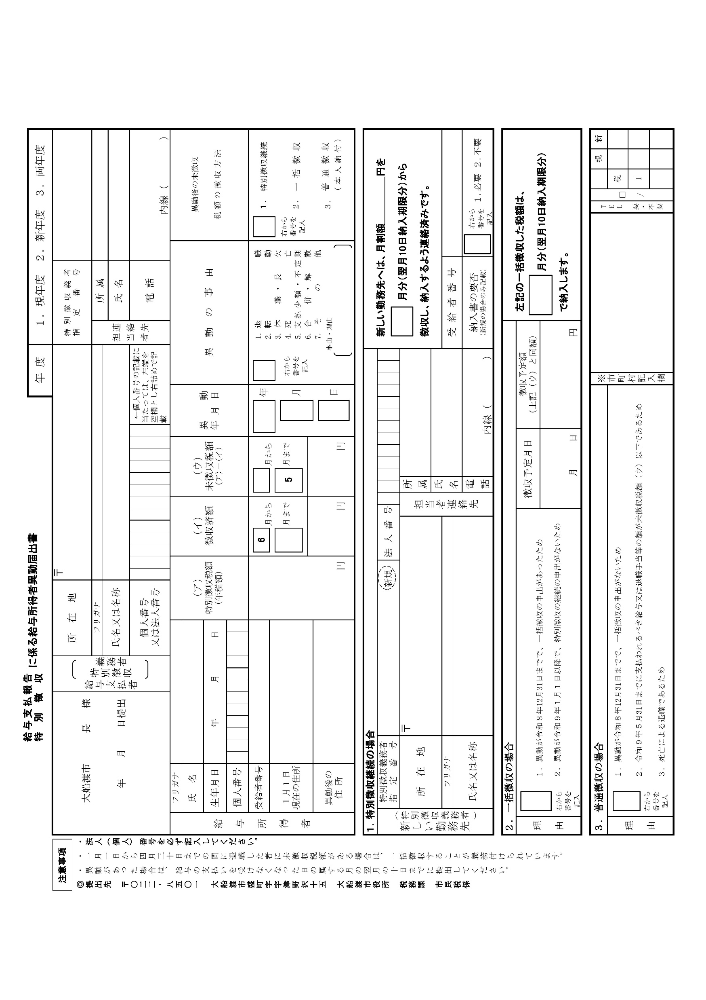 給与支払報告
特別徴収
に係る給与所得者異動届出書
年度
1．現年度 2．新年度 3．両年度
大船渡市 長 様
年 月 日提出
給与支払者
特別徴収義務者
所在地
〒
フリガナ
氏名又は名称
個人番号
又は法人番号
←個人番号の記載に
当たっては、左端を
空欄とし右詰めで記
載
特別徴収義務者
指定番号
担当者
連絡先
所属
氏名
電話
内線（ ）
給与所得者
フリガナ
氏名
生年月日
年 月 日
個人番号
受給者番号
1月1日
現在の住所
異動後の
住所
（ア）
特別徴収税額
（年税額）
円
（イ）
徴収済額
6 月から
月まで
円
（ウ）
未徴収税額
（ア）－（イ）
月から
5 月まで
円
異動
年月日
年
月
日
異動の事由
右から
番号を
記入
1. 退職
2. 転勤
3. 休職・長欠
4. 死亡
5. 支払少額・不定期
6. 合併・解散
7. その他
事由・理由
異動後の未徴収
税額の徴収方法
右から
番号を
記入
1. 特別徴収継続
2. 一括徴収
3. 普通徴収
（本人納付）
1. 特別徴収継続の場合
新しい勤務先
（特別徴収義務者）
特別徴収義務者
指定番号
新規
法人番号
所在地
〒
フリガナ
氏名又は名称
担当者連絡先
所属
氏名
電話
内線（ ）
新しい勤務先へは、月割額 円を
月分（翌月10日納入期限分）から
徴収し、納入するよう連絡済みです。
受給者番号
納入書の要否
（新規の場合のみ記載）
右から
番号を
記入
1.必要 2.不要
2. 一括徴収の場合
理由
右から
番号を
記入
1. 異動が令和8年12月31日までで、一括徴収の申出があったため
2. 異動が令和9年1月1日以降で、特別徴収の継続の申出がないため
徴収予定月日
月 日
徴収予定額
（上記（ウ）と同額）
円
左記の一括徴収した税額は、
月分（翌月10日納入期限分）
で納入します。
3. 普通徴収の場合
理由
右から
番号を
記入
1. 異動が令和8年12月31日までで、一括徴収の申出がないため
2. 令和9年5月31日までに支払われるべき給与又は退職手当等の額が未徴収税額（ウ）以下であるため
3. 死亡による退職であるため
※市町村記入欄
TEL
要・不要
□
/
現 新
税
I
注意事項
・法人（個人）番号を必ず記入してください。
・一月一日から四月三十日までの間に退職した者に未徴収税額がある場合は、一括徴収することが義務付けられています。
・異動があった場合は、給与の支払いを受けなくなった日の属する月の翌月の十日までに提出してください。
◎提出先 〒〇二二-八五〇一 大船渡市盛町字宇津野沢十五 大船渡市役所 税務課 市民税係